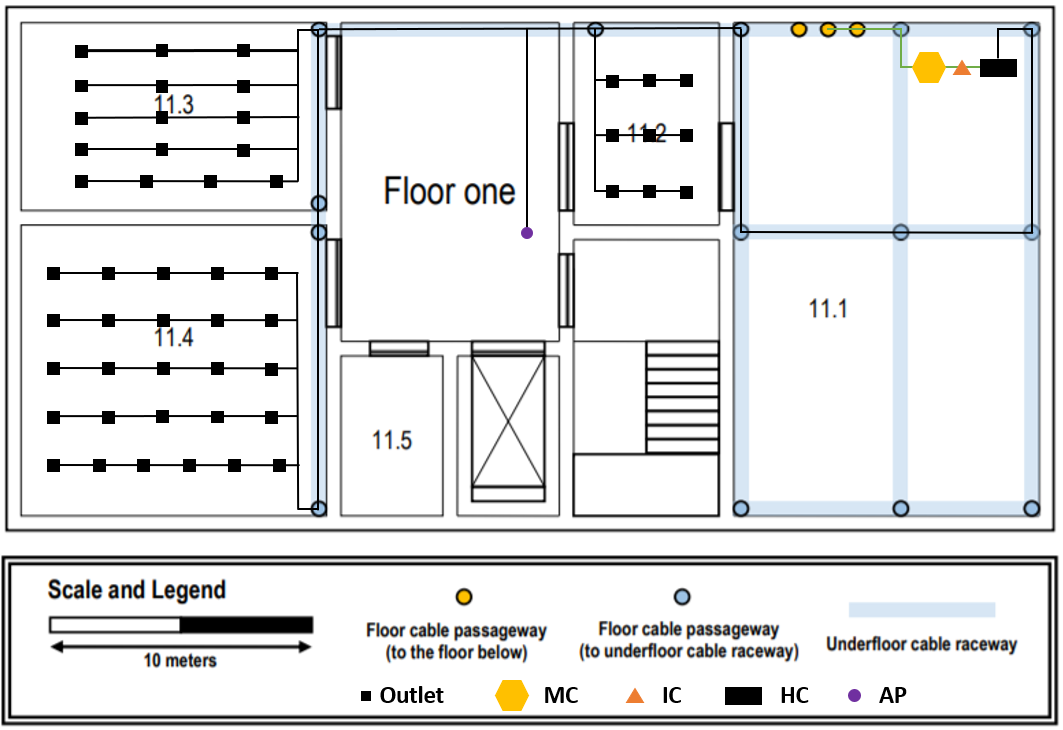 11.3
11.2
Floor one
11.1
11.4
11.5
Scale and Legend
10 meters
Floor cable passageway
(to the floor below)
Floor cable passageway
(to underfloor cable raceway)
Underfloor cable raceway
Outlet
MC
IC
HC
AP